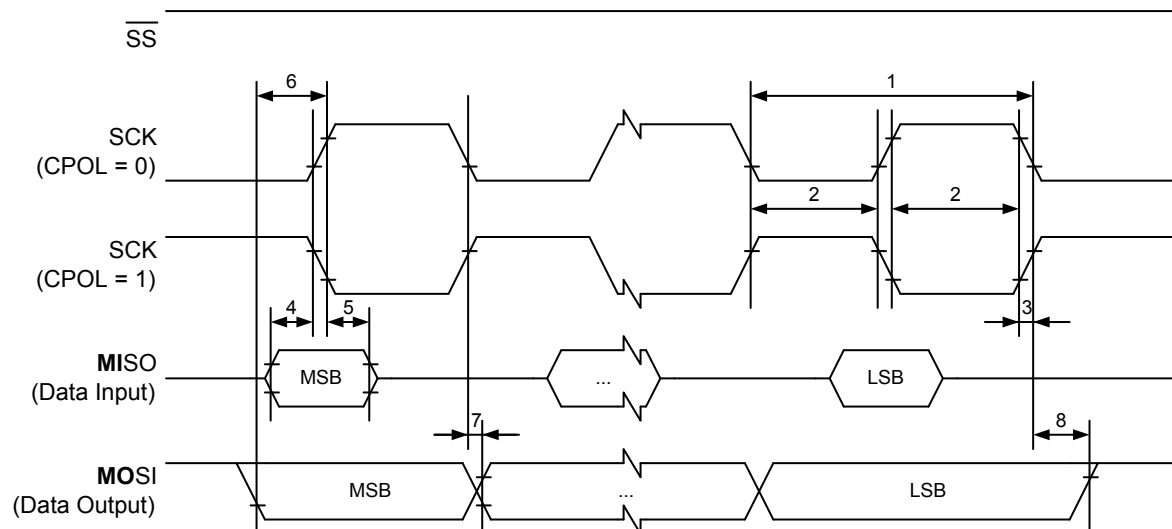 SS
6
1
SCK
(CPOL = 0)
2
2
SCK
(CPOL = 1)
4
5
3
MISO
(Data Input)
MSB
...
LSB
7
8
MOSI
(Data Output)
MSB
...
LSB